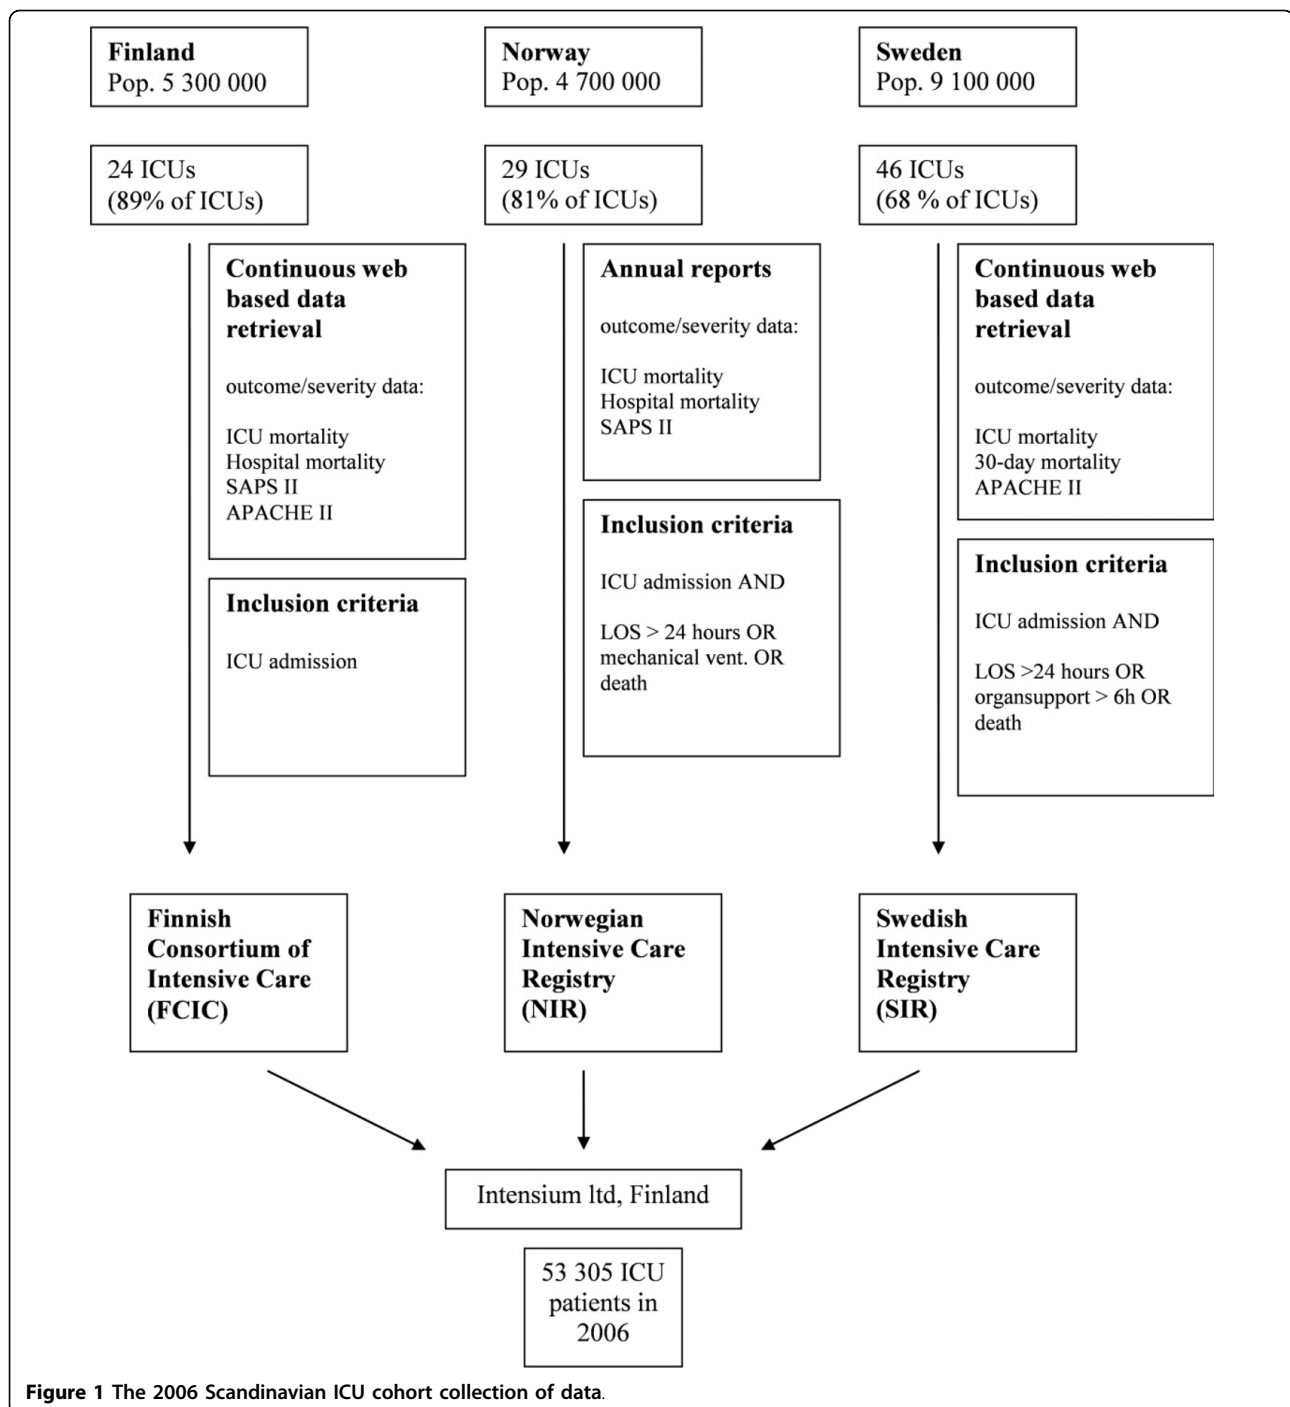 Finland
Pop. 5 300 000
24 ICUs
(89% of ICUs)
Continuous web
based data
retrieval
outcome/severity data:
ICU mortality
Hospital mortality
SAPS II
APACHE II
Inclusion criteria
ICU admission
Finnish
Consortium of
Intensive Care
(FCIC)
Norway
Pop. 4 700 000
29 ICUs
(81% of ICUs)
Annual reports
outcome/severity data:
ICU mortality
Hospital mortality
SAPS II
Inclusion criteria
ICU admission AND
LOS > 24 hours OR
mechanical vent. OR
death
Norwegian
Intensive Care
Registry
(NIR)
Sweden
Pop. 9 100 000
46 ICUs
(68 % of ICUs)
Continuous web
based data
retrieval
outcome/severity data:
ICU mortality
30-day mortality
APACHE II
Inclusion criteria
ICU admission AND
LOS >24 hours OR
organsupport > 6h OR
death
Swedish
Intensive Care
Registry
(SIR)
Intensium ltd, Finland
53 305 ICU
patients in
2006
Figure 1 The 2006 Scandinavian ICU cohort collection of data.